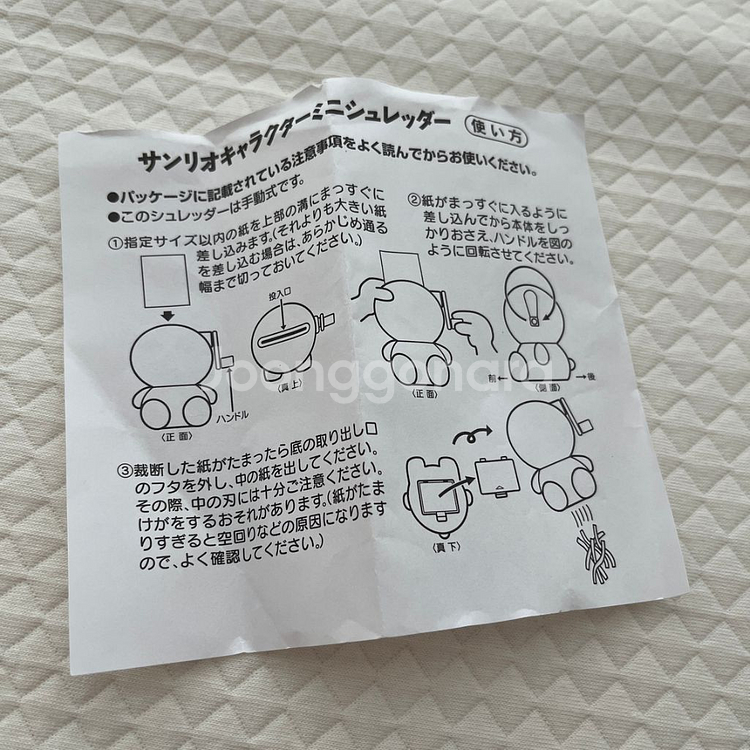 サンリオキャラクターミニシュレッダー 使い方
●パッケージに記載されている注意事項をよく読んでからお使いください。
●このシュレッダーは手動式です。
①指定サイズ以内の紙を上部の溝にまっすぐに
差し込みます。(それよりも大きい紙
を差し込む場合は、あらかじめ通る
幅まで切っておいてください。)
投入口
ハンドル
〈正面〉
〈真上〉
②紙がまっすぐに入るように
差し込んでから本体をしっ
かりおさえ、ハンドルを図の
ように回転させてください。
〈正面〉
前← 〈側面〉 →後
③裁断した紙がたまったら底の取り出し口
のフタを外し、中の紙を出してください。
その際、中の刃には十分ご注意ください。
けがをするおそれがあります。(紙がたま
りすぎると空回りなどの原因になります
ので、よく確認してください。)
〈真下〉